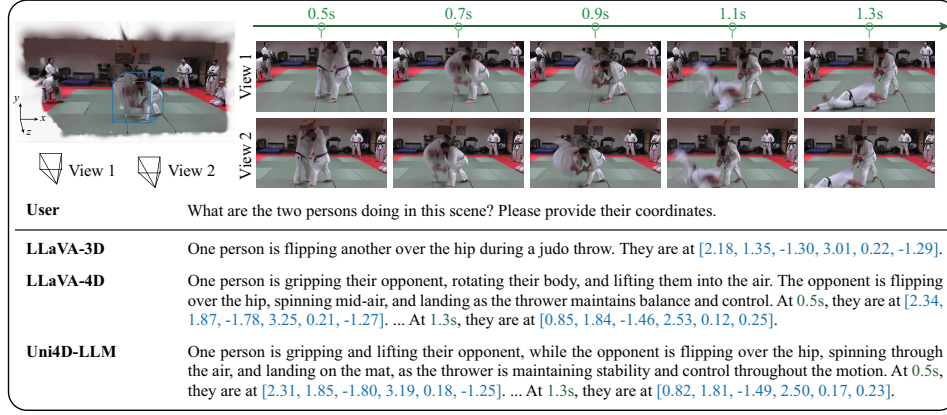 0.5s 0.7s 0.9s 1.1s 1.3s
View 1
y
x
z
View 2
View 1 View 2
User What are the two persons doing in this scene? Please provide their coordinates.
LLaVA-3D One person is flipping another over the hip during a judo throw. They are at [2.18, 1.35, -1.30, 3.01, 0.22, -1.29].
LLaVA-4D One person is gripping their opponent, rotating their body, and lifting them into the air. The opponent is flipping
over the hip, spinning mid-air, and landing as the thrower maintains balance and control. At 0.5s, they are at [2.34,
1.87, -1.78, 3.25, 0.21, -1.27]. ... At 1.3s, they are at [0.85, 1.84, -1.46, 2.53, 0.12, 0.25].
Uni4D-LLM One person is gripping and lifting their opponent, while the opponent is flipping over the hip, spinning through
the air, and landing on the mat, as the thrower is maintaining stability and control throughout the motion. At 0.5s,
they are at [2.31, 1.85, -1.80, 3.19, 0.18, -1.25]. ... At 1.3s, they are at [0.82, 1.81, -1.49, 2.50, 0.17, 0.23].